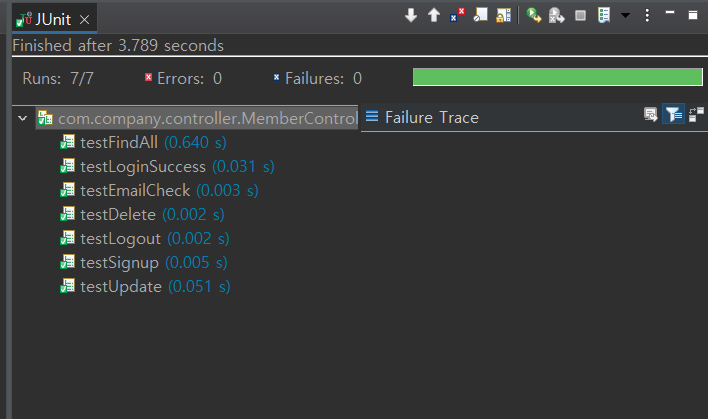 JUnit
Finished after 3.789 seconds
Runs: 7/7 Errors: 0 Failures: 0
com.company.controller.MemberControl Failure Trace
testFindAll (0.640 s)
testLoginSuccess (0.031 s)
testEmailCheck (0.003 s)
testDelete (0.002 s)
testLogout (0.002 s)
testSignup (0.005 s)
testUpdate (0.051 s)